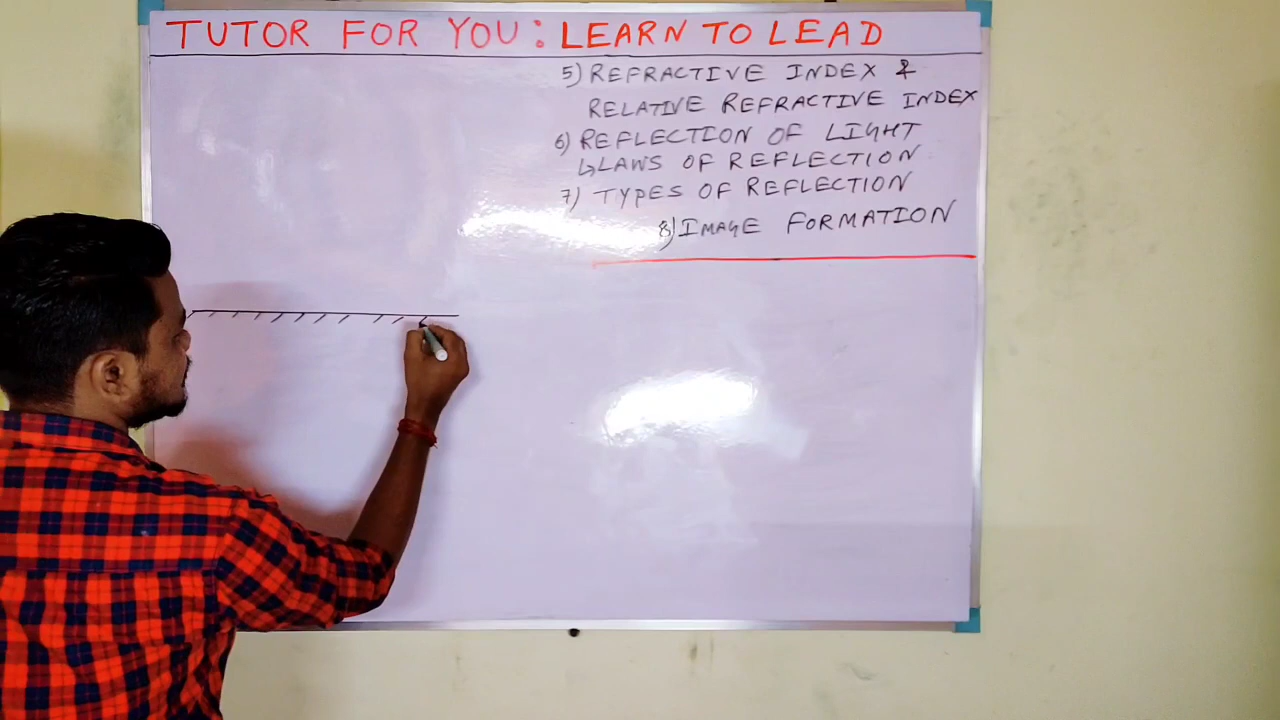 TUTOR FOR YOU: LEARN TO LEAD
5) REFRACTIVE INDEX &
RELATIVE REFRACTIVE INDEX
6) REFLECTION OF LIGHT
↳ LAWS OF REFLECTION
7) TYPES OF REFLECTION
8) IMAGE FORMATION